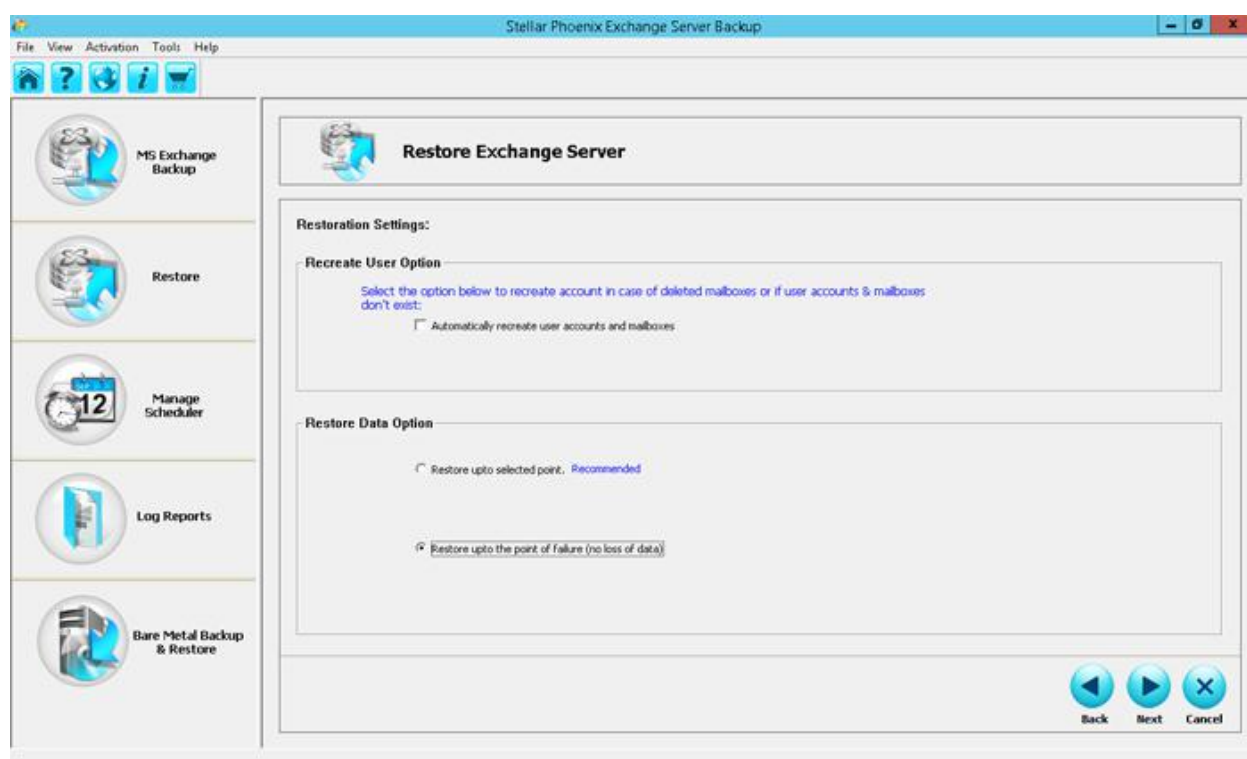 Stellar Phoenix Exchange Server Backup
File View Activation Tools Help
MS Exchange
Backup
Restore
12
Manage
Scheduler
Log Reports
Bare Metal Backup
& Restore
Restore Exchange Server
Restoration Settings:
Recreate User Option
Select the option below to recreate account in case of deleted mailboxes or if user accounts & mailboxes
don't exist:
Automatically recreate user accounts and mailboxes
Restore Data Option
Restore upto selected point. Recommended
Restore upto the point of failure (no loss of data)
Back Next Cancel